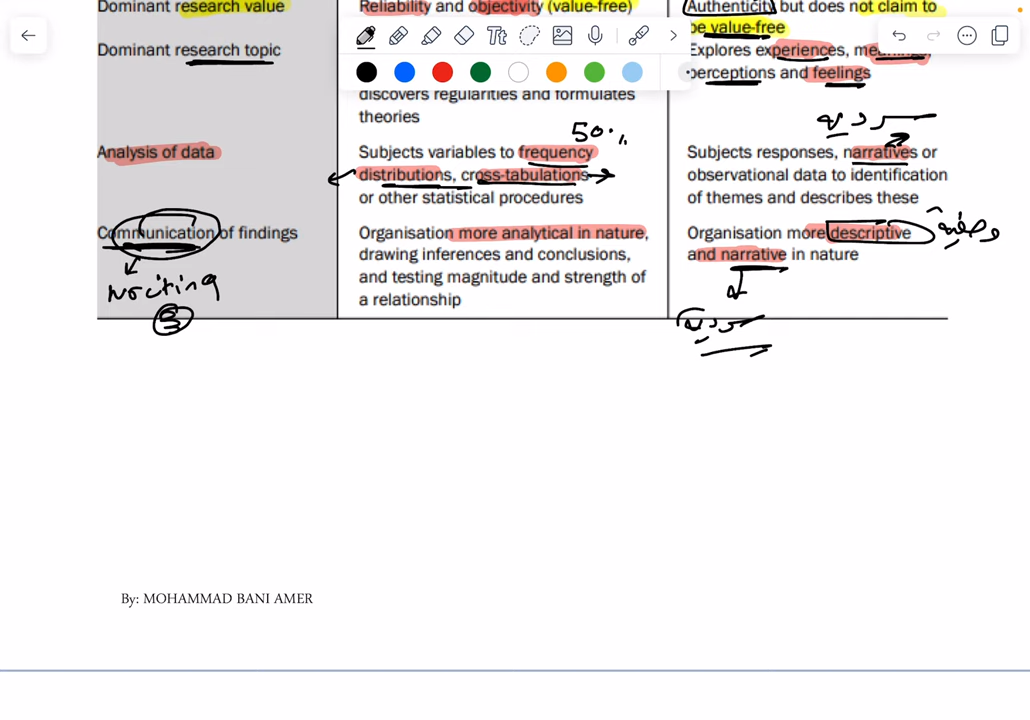 Dominant research value
Reliability and objectivity (value-free)
Authenticity but does not claim to
be value-free
Dominant research topic
Explores experiences,
perceptions and feelings
discovers regularities and formulates
theories
50%
Analysis of data
Subjects variables to frequency
distributions, cross-tabulations
or other statistical procedures
Subjects responses, narratives or
observational data to identification
of themes and describes these
Communication of findings
Organisation more analytical in nature,
drawing inferences and conclusions,
and testing magnitude and strength of
a relationship
Organisation more descriptive
and narrative in nature
writing
By: MOHAMMAD BANI AMER
Tt